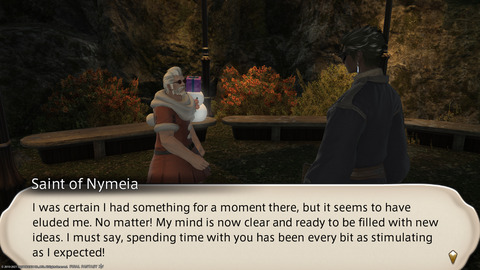 Saint of Nymeia
I was certain I had something for a moment there, but it seems to have
eluded me. No matter! My mind is now clear and ready to be filled with new
ideas. I must say, spending time with you has been every bit as stimulating
as I expected!